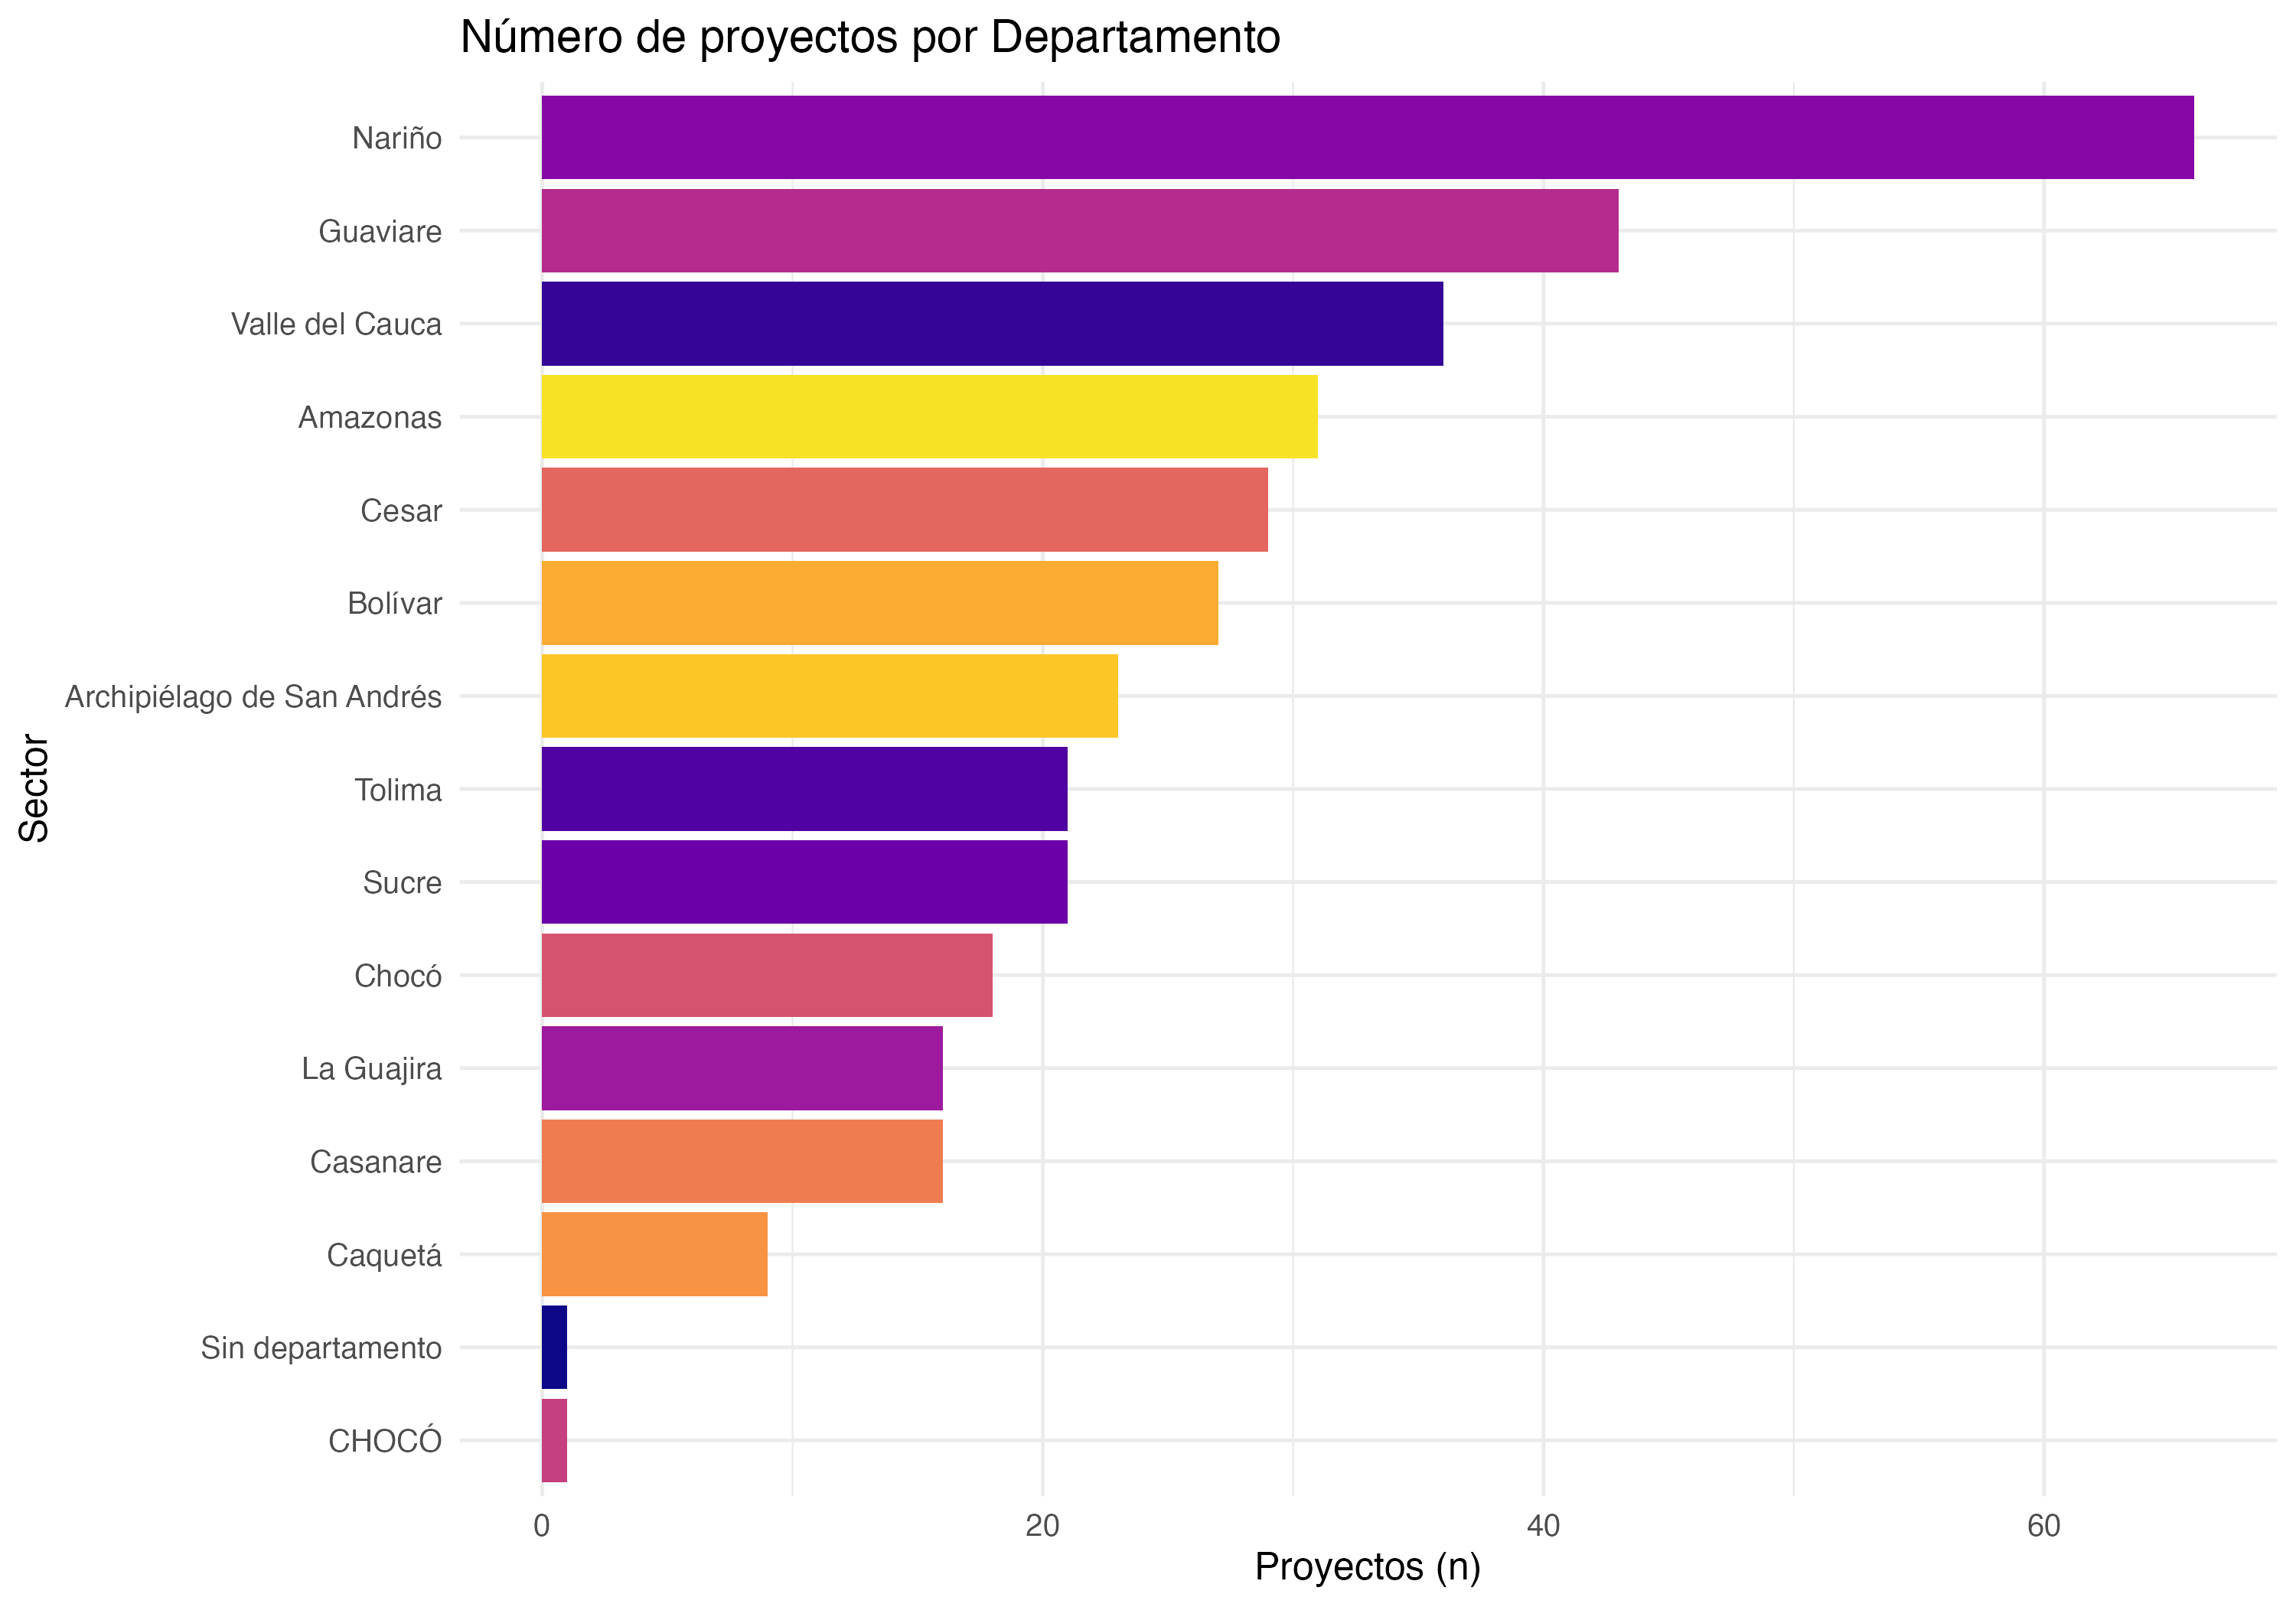 Número de proyectos por Departamento
Nariño
Guaviare
Valle del Cauca
Amazonas
Cesar
Bolívar
Archipiélago de San Andrés
Tolima
Sucre
Chocó
La Guajira
Casanare
Caquetá
Sin departamento
CHOCÓ
Sector
0 20 40 60
Proyectos (n)